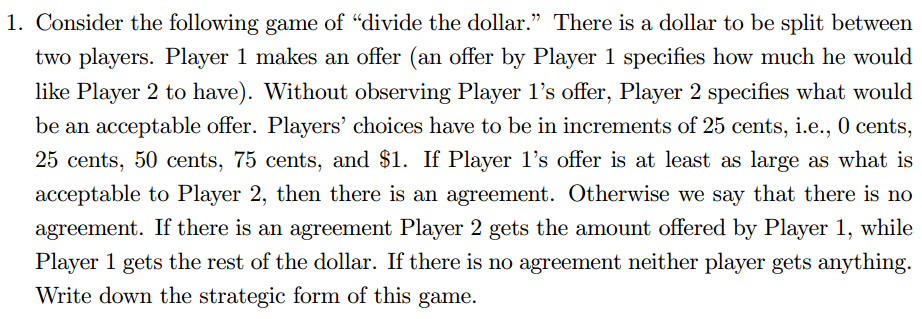 1. Consider the following game of “divide the dollar.” There is a dollar to be split between
two players. Player 1 makes an offer (an offer by Player 1 specifies how much he would
like Player 2 to have). Without observing Player 1’s offer, Player 2 specifies what would
be an acceptable offer. Players’ choices have to be in increments of 25 cents, i.e., 0 cents,
25 cents, 50 cents, 75 cents, and $1. If Player 1’s offer is at least as large as what is
acceptable to Player 2, then there is an agreement. Otherwise we say that there is no
agreement. If there is an agreement Player 2 gets the amount offered by Player 1, while
Player 1 gets the rest of the dollar. If there is no agreement neither player gets anything.
Write down the strategic form of this game.